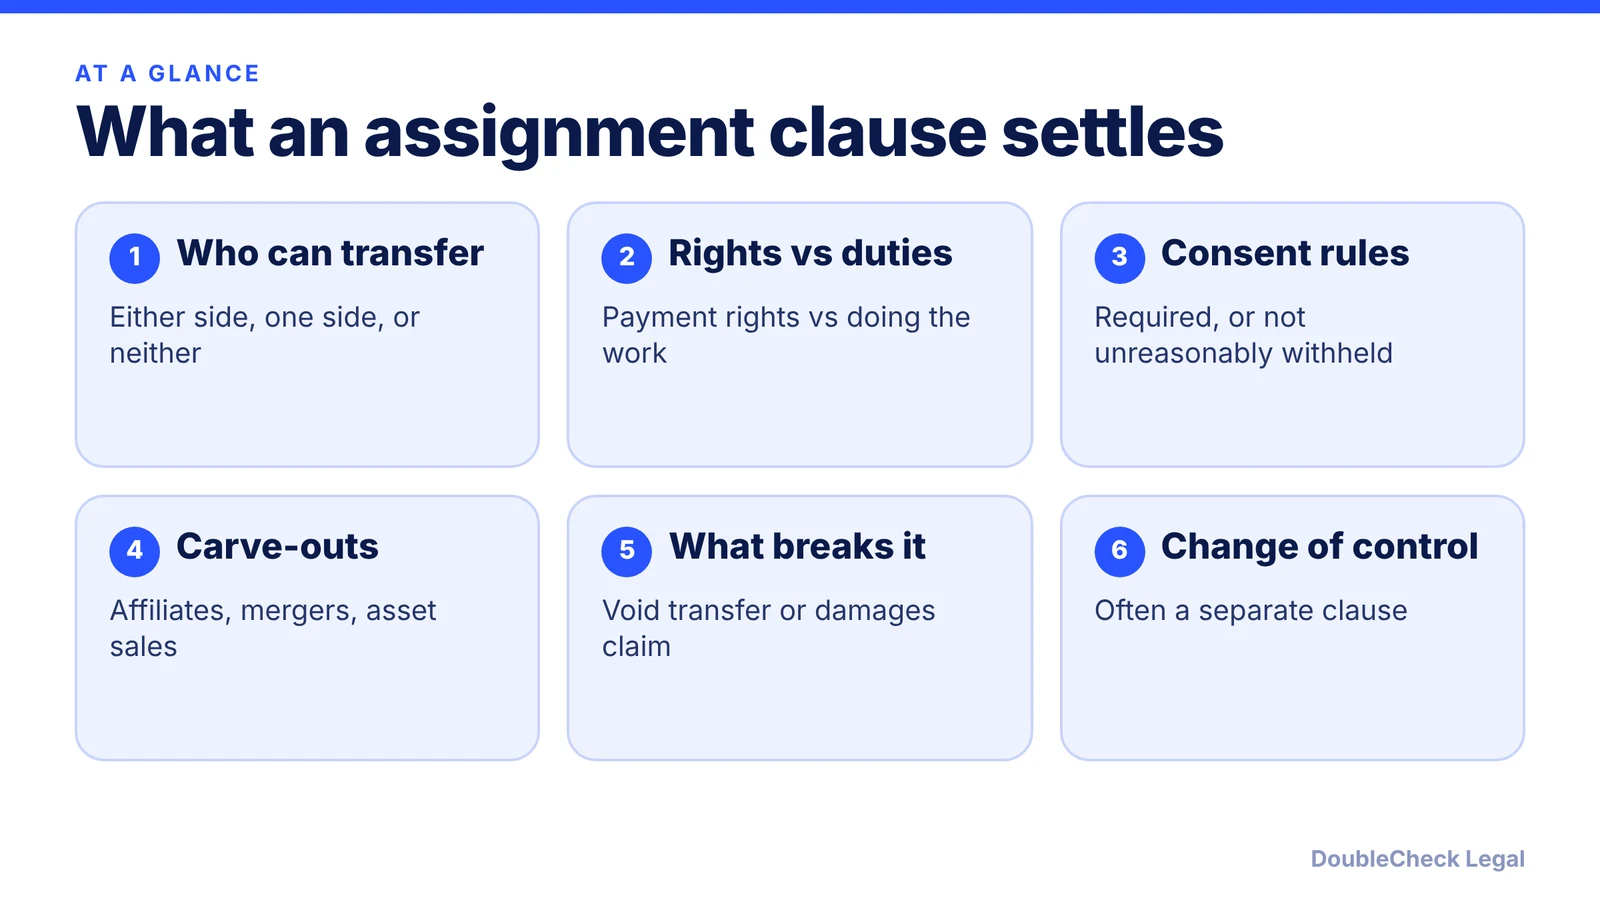 AT A GLANCE
What an assignment clause settles
1 Who can transfer
Either side, one side, or
neither
2 Rights vs duties
Payment rights vs doing the
work
3 Consent rules
Required, or not
unreasonably withheld
4 Carve-outs
Affiliates, mergers, asset
sales
5 What breaks it
Void transfer or damages
claim
6 Change of control
Often a separate clause
DoubleCheck Legal